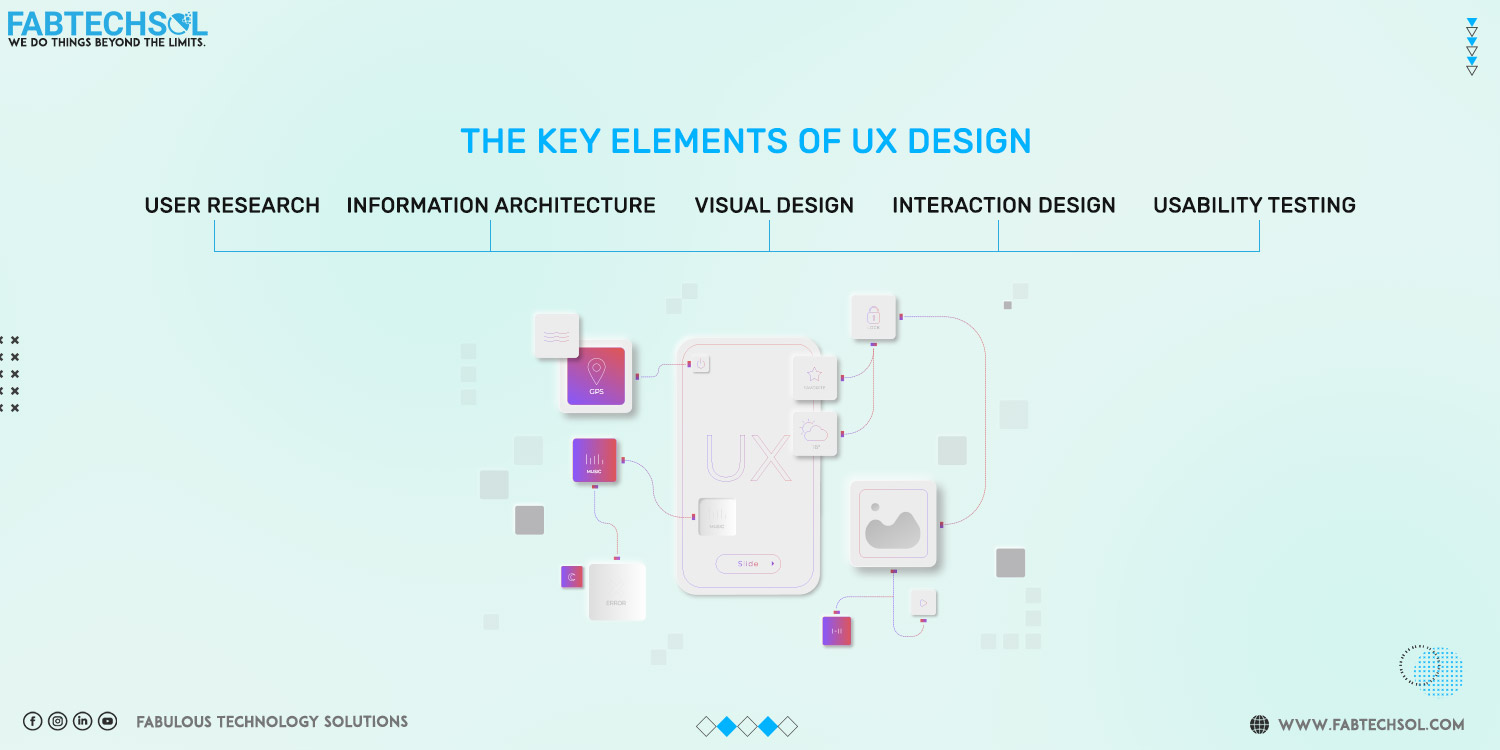 FABTECHSOL
WE DO THINGS BEYOND THE LIMITS.
THE KEY ELEMENTS OF UX DESIGN
USER RESEARCH
INFORMATION ARCHITECTURE
VISUAL DESIGN
INTERACTION DESIGN
USABILITY TESTING
GPS
UX
MUSIC
MUSIC
Slide
ERROR
FABULOUS TECHNOLOGY SOLUTIONS
WWW.FABTECHSOL.COM